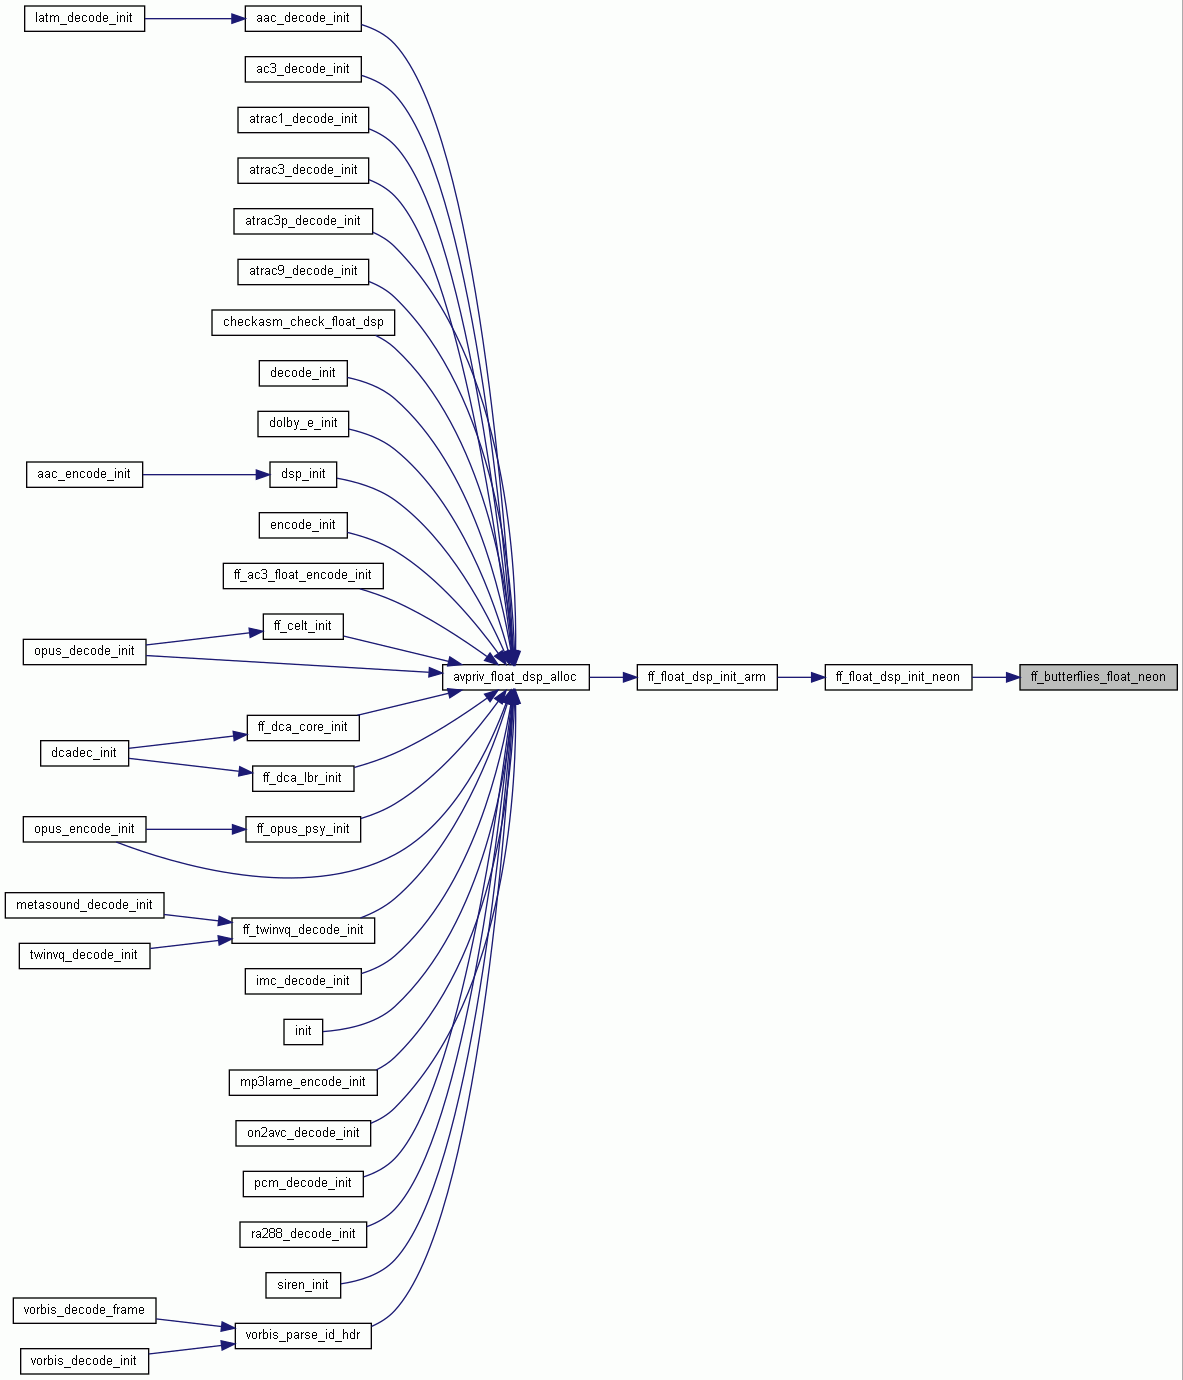 latm_decode_init
aac_decode_init
ac3_decode_init
atrac1_decode_init
atrac3_decode_init
atrac3p_decode_init
atrac9_decode_init
checkasm_check_float_dsp
decode_init
dolby_e_init
aac_encode_init
dsp_init
encode_init
ff_ac3_float_encode_init
ff_celt_init
opus_decode_init
avpriv_float_dsp_alloc
ff_float_dsp_init_arm
ff_float_dsp_init_neon
ff_butterflies_float_neon
ff_dca_core_init
dcadec_init
ff_dca_lbr_init
opus_encode_init
ff_opus_psy_init
metasound_decode_init
ff_twinvq_decode_init
twinvq_decode_init
imc_decode_init
init
mp3lame_encode_init
on2avc_decode_init
pcm_decode_init
ra288_decode_init
siren_init
vorbis_decode_frame
vorbis_parse_id_hdr
vorbis_decode_init